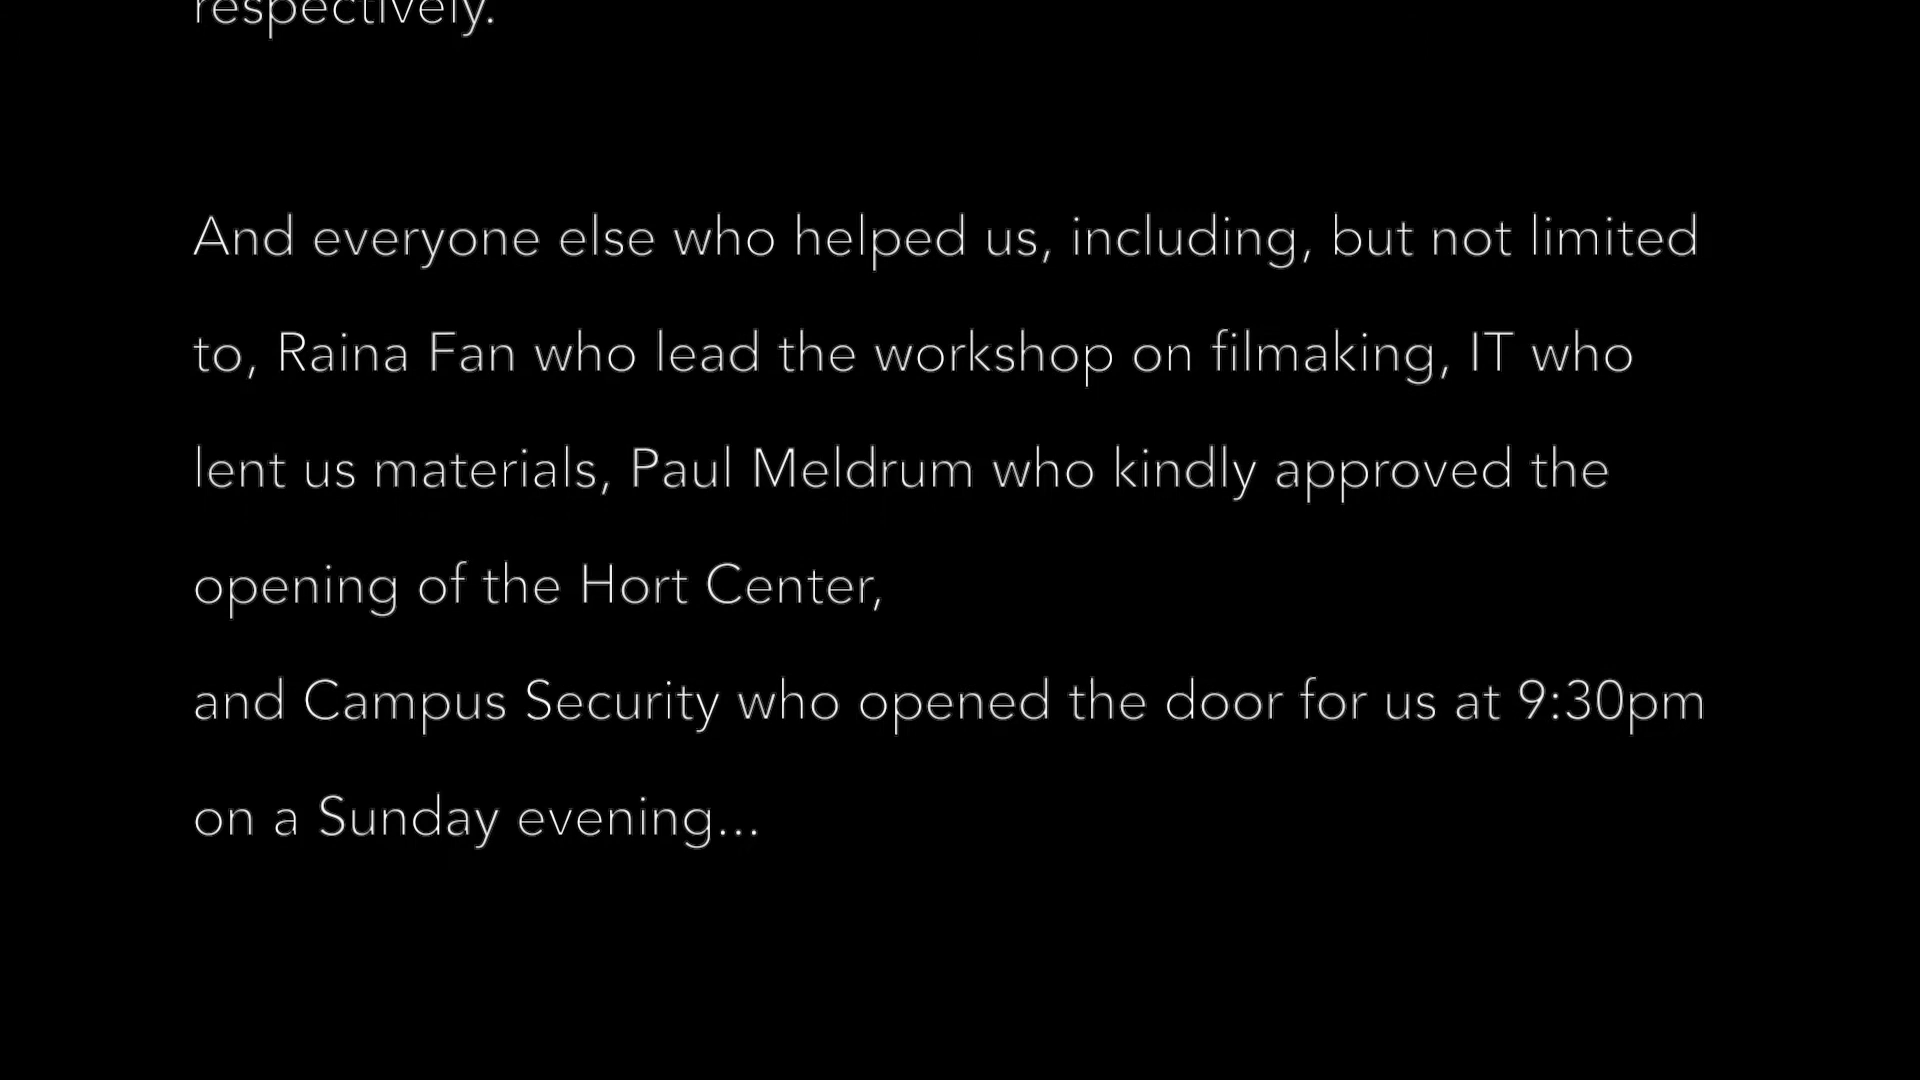 respectively.
And everyone else who helped us, including, but not limited
to, Raina Fan who lead the workshop on filmaking, IT who
lent us materials, Paul Meldrum who kindly approved the
opening of the Hort Center,
and Campus Security who opened the door for us at 9:30pm
on a Sunday evening...